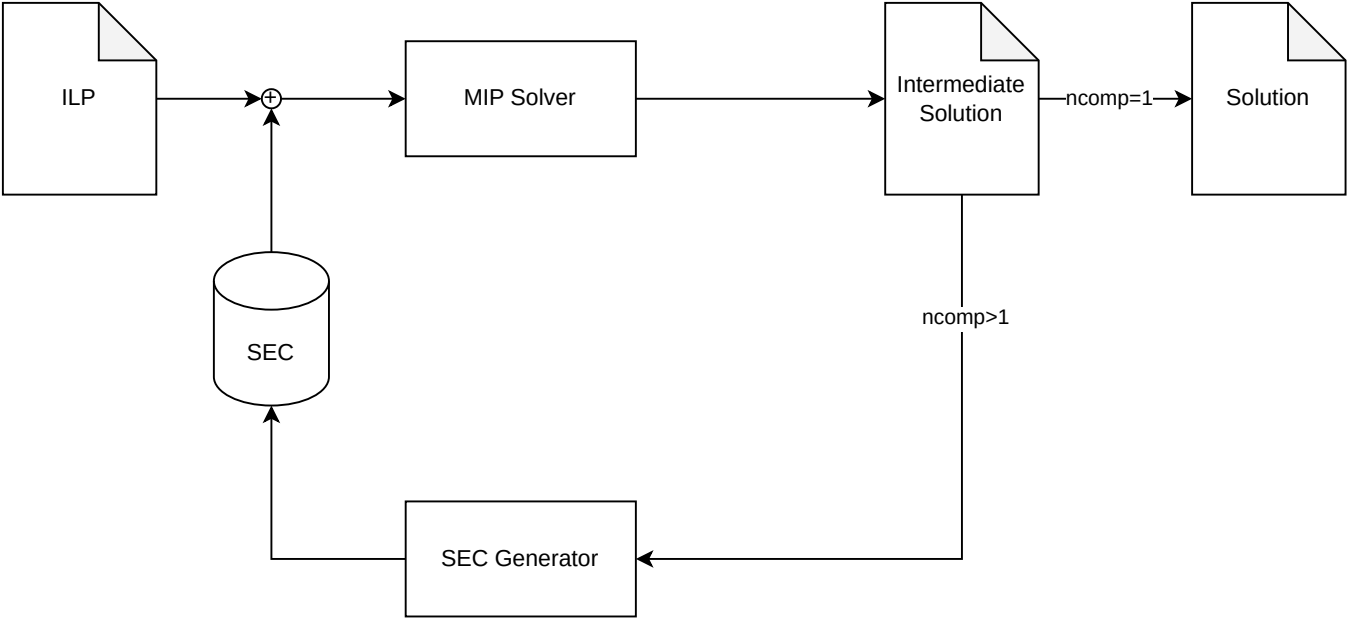 ILP
+
MIP Solver
Intermediate
Solution
ncomp=1
Solution
ncomp>1
SEC
SEC Generator